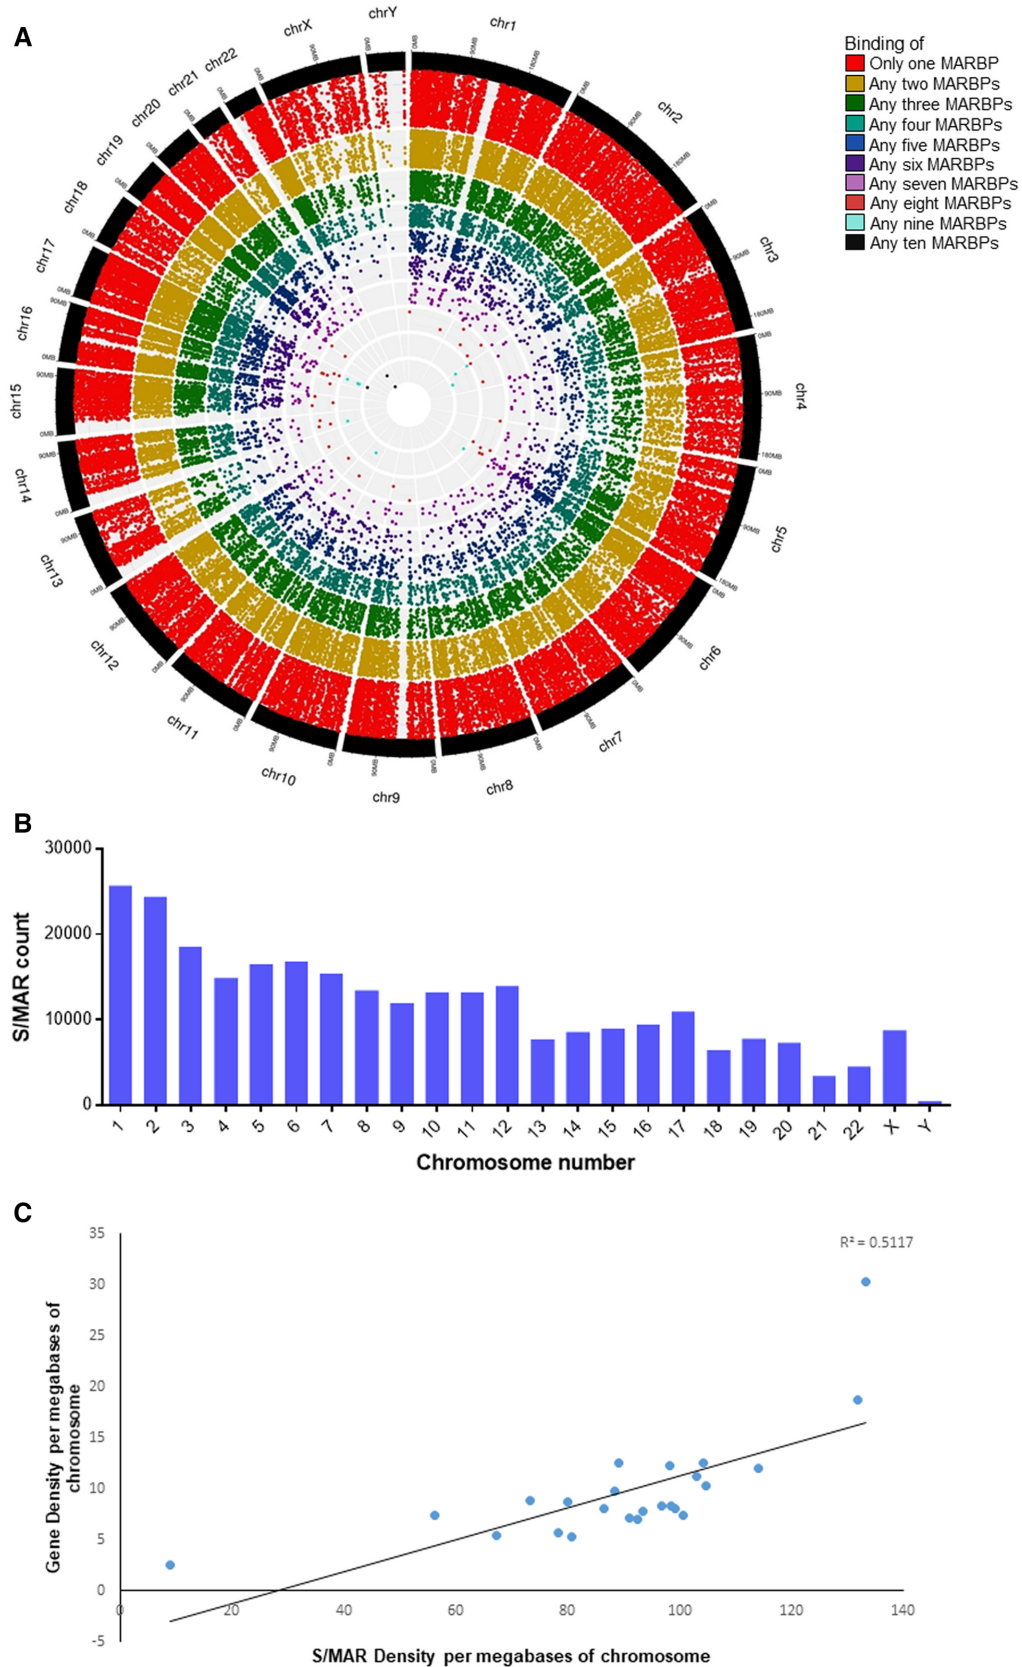 A
chrY
chrX
chr1
chr22
chr21
chr20
chr2
chr19
chr18
chr3
chr17
chr16
chr4
chr15
chr14
chr5
chr13
chr6
chr12
chr7
chr11
chr10
chr8
chr9
0MB
90MB
180MB
Binding of
Only one MARBP
Any two MARBPs
Any three MARBPs
Any four MARBPs
Any five MARBPs
Any six MARBPs
Any seven MARBPs
Any eight MARBPs
Any nine MARBPs
Any ten MARBPs
B
30000
20000
10000
0
S/MAR count
1 2 3 4 5 6 7 8 9 10 11 12 13 14 15 16 17 18 19 20 21 22 X Y
Chromosome number
C
35
30
25
20
15
10
5
0
-5
R² = 0.5117
Gene Density per megabases of
chromosome
0 20 40 60 80 100 120 140
S/MAR Density per megabases of chromosome